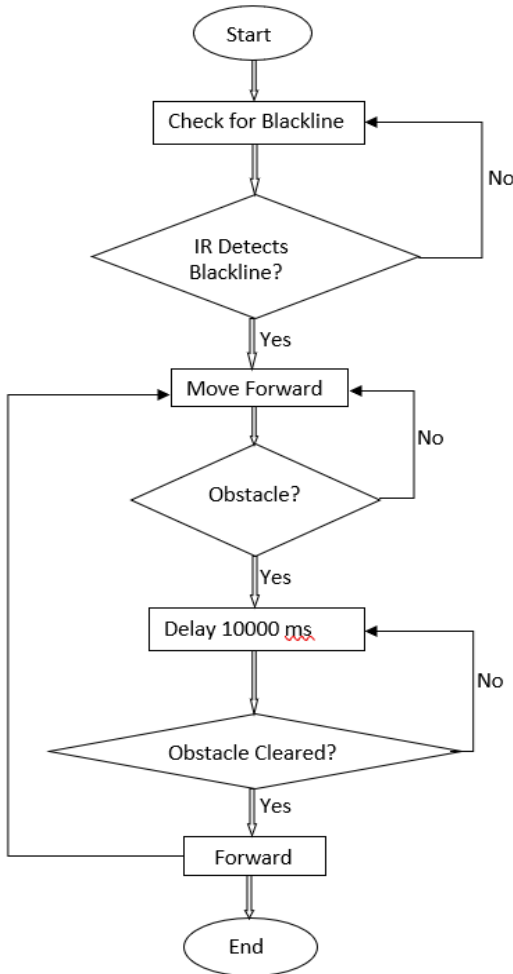 Start
Check for Blackline
No
IR Detects
Blackline?
Yes
Move Forward
No
Obstacle?
Yes
Delay 10000 ms
No
Obstacle Cleared?
Yes
Forward
End